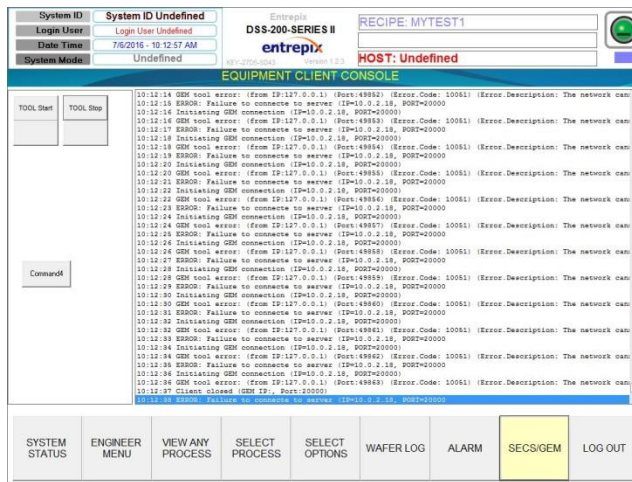 System ID
System ID Undefined
Login User
Login User Undefined
Date Time
7/6/2016 - 10:12:57 AM
System Mode
Undefined
Entrepix
DSS-200-SERIES II
entrepix
Version 1.2.3
RECIPE: MYTEST1
HOST: Undefined
EQUIPMENT CLIENT CONSOLE
TOOL Start
TOOL Stop
Command4
10:12:14 GEM tool error: (from IP:127.0.0.1) (Port:49852) (Error.Code: 10051) (Error.Description: The network can
10:12:15 ERROR: Failure to connecte to server (IP=10.0.2.18, PORT=20000
10:12:16 Initiating GEM connection (IP=10.0.2.18, PORT=20000)
10:12:16 GEM tool error: (from IP:127.0.0.1) (Port:49853) (Error.Code: 10051) (Error.Description: The network can
10:12:17 ERROR: Failure to connecte to server (IP=10.0.2.18, PORT=20000
10:12:18 Initiating GEM connection (IP=10.0.2.18, PORT=20000)
10:12:18 GEM tool error: (from IP:127.0.0.1) (Port:49854) (Error.Code: 10051) (Error.Description: The network can
10:12:19 ERROR: Failure to connecte to server (IP=10.0.2.18, PORT=20000
10:12:20 Initiating GEM connection (IP=10.0.2.18, PORT=20000)
10:12:20 GEM tool error: (from IP:127.0.0.1) (Port:49855) (Error.Code: 10051) (Error.Description: The network can
10:12:21 ERROR: Failure to connecte to server (IP=10.0.2.18, PORT=20000
10:12:22 Initiating GEM connection (IP=10.0.2.18, PORT=20000)
10:12:22 GEM tool error: (from IP:127.0.0.1) (Port:49856) (Error.Code: 10051) (Error.Description: The network can
10:12:23 ERROR: Failure to connecte to server (IP=10.0.2.18, PORT=20000
10:12:24 Initiating GEM connection (IP=10.0.2.18, PORT=20000)
10:12:24 GEM tool error: (from IP:127.0.0.1) (Port:49857) (Error.Code: 10051) (Error.Description: The network can
10:12:25 ERROR: Failure to connecte to server (IP=10.0.2.18, PORT=20000
10:12:26 Initiating GEM connection (IP=10.0.2.18, PORT=20000)
10:12:26 GEM tool error: (from IP:127.0.0.1) (Port:49858) (Error.Code: 10051) (Error.Description: The network can
10:12:27 ERROR: Failure to connecte to server (IP=10.0.2.18, PORT=20000
10:12:28 Initiating GEM connection (IP=10.0.2.18, PORT=20000)
10:12:28 GEM tool error: (from IP:127.0.0.1) (Port:49859) (Error.Code: 10051) (Error.Description: The network can
10:12:29 ERROR: Failure to connecte to server (IP=10.0.2.18, PORT=20000
10:12:30 Initiating GEM connection (IP=10.0.2.18, PORT=20000)
10:12:30 GEM tool error: (from IP:127.0.0.1) (Port:49860) (Error.Code: 10051) (Error.Description: The network can
10:12:31 ERROR: Failure to connecte to server (IP=10.0.2.18, PORT=20000
10:12:32 Initiating GEM connection (IP=10.0.2.18, PORT=20000)
10:12:32 GEM tool error: (from IP:127.0.0.1) (Port:49861) (Error.Code: 10051) (Error.Description: The network can
10:12:33 ERROR: Failure to connecte to server (IP=10.0.2.18, PORT=20000
10:12:34 Initiating GEM connection (IP=10.0.2.18, PORT=20000)
10:12:34 GEM tool error: (from IP:127.0.0.1) (Port:49862) (Error.Code: 10051) (Error.Description: The network can
10:12:35 ERROR: Failure to connecte to server (IP=10.0.2.18, PORT=20000
10:12:36 Initiating GEM connection (IP=10.0.2.18, PORT=20000)
10:12:36 GEM tool error: (from IP:127.0.0.1) (Port:49863) (Error.Code: 10051) (Error.Description: The network can
10:12:37 Client closed (GEM IP:, Port:20000)
10:12:38 ERROR: Failure to connecte to server (IP=10.0.2.18, PORT=20000
SYSTEM STATUS
ENGINEER MENU
VIEW ANY PROCESS
SELECT PROCESS
SELECT OPTIONS
WAFER LOG
ALARM
SECS/GEM
LOG OUT